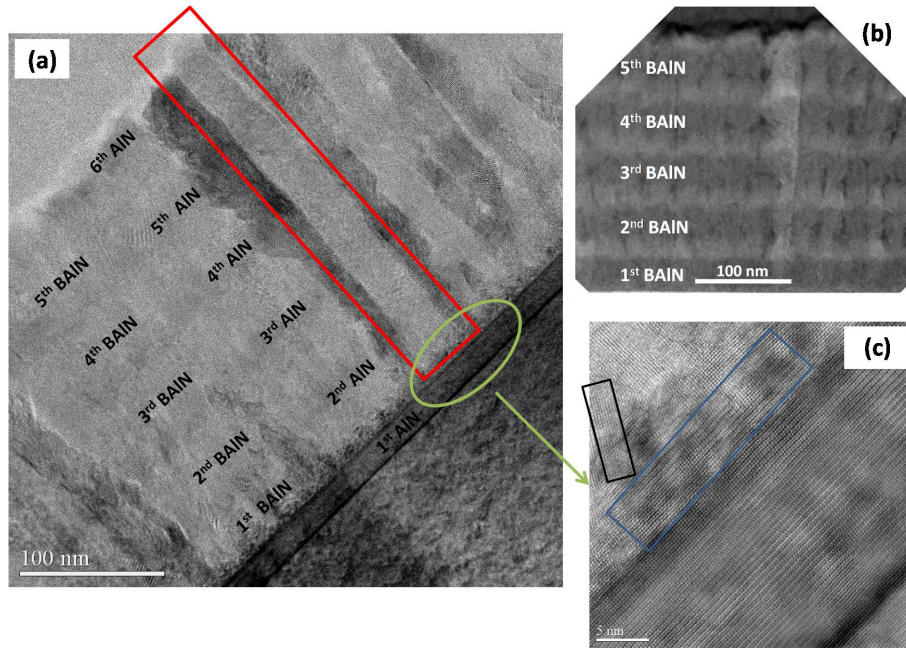 (a)
6th AlN
5th AlN
4th AlN
3rd AlN
2nd AlN
1st AlN
5th BAlN
4th BAlN
3rd BAlN
2nd BAlN
1st BAlN
100 nm
(b)
5th BAlN
4th BAlN
3rd BAlN
2nd BAlN
1st BAlN
100 nm
(c)
5 nm